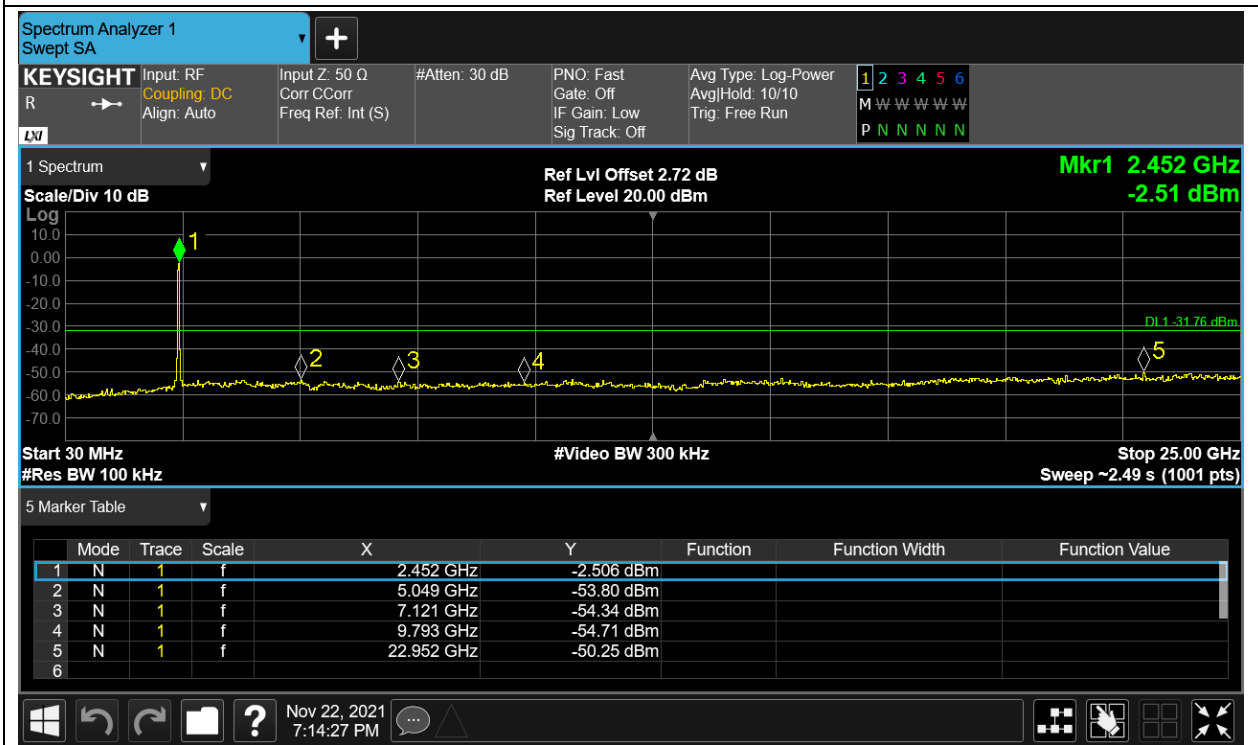 Spectrum Analyzer 1
Swept SA
+
KEYSIGHT
R
LXI
Input: RF
Coupling: DC
Align: Auto
Input Z: 50 Ω
Corr CCorr
Freq Ref: Int (S)
#Atten: 30 dB
PNO: Fast
Gate: Off
IF Gain: Low
Sig Track: Off
Avg Type: Log-Power
Avg|Hold: 10/10
Trig: Free Run
1 2 3 4 5 6
M W W W W W
P N N N N N
1 Spectrum
Scale/Div 10 dB
Ref Lvl Offset 2.72 dB
Ref Level 20.00 dBm
Mkr1 2.452 GHz
-2.51 dBm
Log
10.0
0.00
-10.0
-20.0
-30.0
-40.0
-50.0
-60.0
-70.0
1
2
3
4
5
DL1 -31.76 dBm
Start 30 MHz
#Video BW 300 kHz
Stop 25.00 GHz
#Res BW 100 kHz
Sweep ~2.49 s (1001 pts)
5 Marker Table
Mode Trace Scale X Y Function Function Width Function Value
1 N 1 f 2.452 GHz -2.506 dBm
2 N 1 f 5.049 GHz -53.80 dBm
3 N 1 f 7.121 GHz -54.34 dBm
4 N 1 f 9.793 GHz -54.71 dBm
5 N 1 f 22.952 GHz -50.25 dBm
6
?
Nov 22, 2021
7:14:27 PM